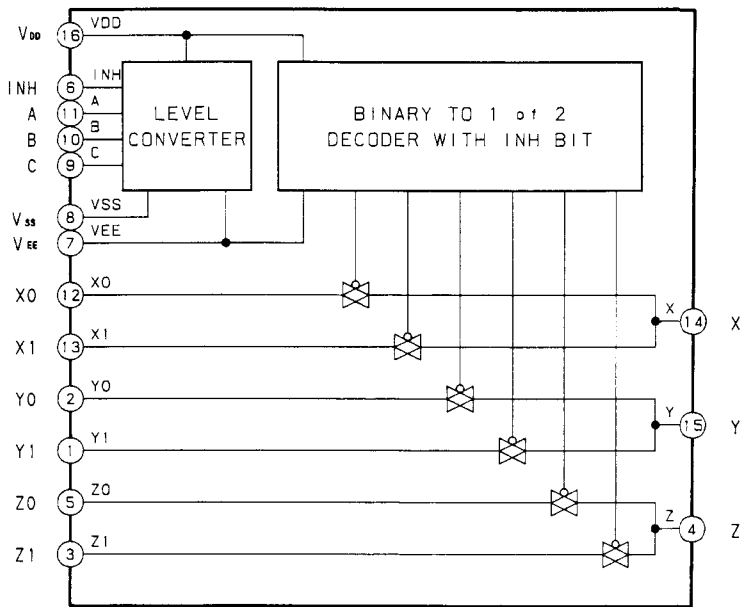 VDD 16 VDD
INH 6 INH
A 11 A
B 10 B
C 9 C
LEVEL
CONVERTER
BINARY TO 1 of 2
DECODER WITH INH BIT
VSS 8 VSS
VEE 7 VEE
X0 12 X0
X 14 X
X1 13 X1
Y0 2 Y0
Y 15 Y
Y1 1 Y1
Z0 5 Z0
Z 4 Z
Z1 3 Z1